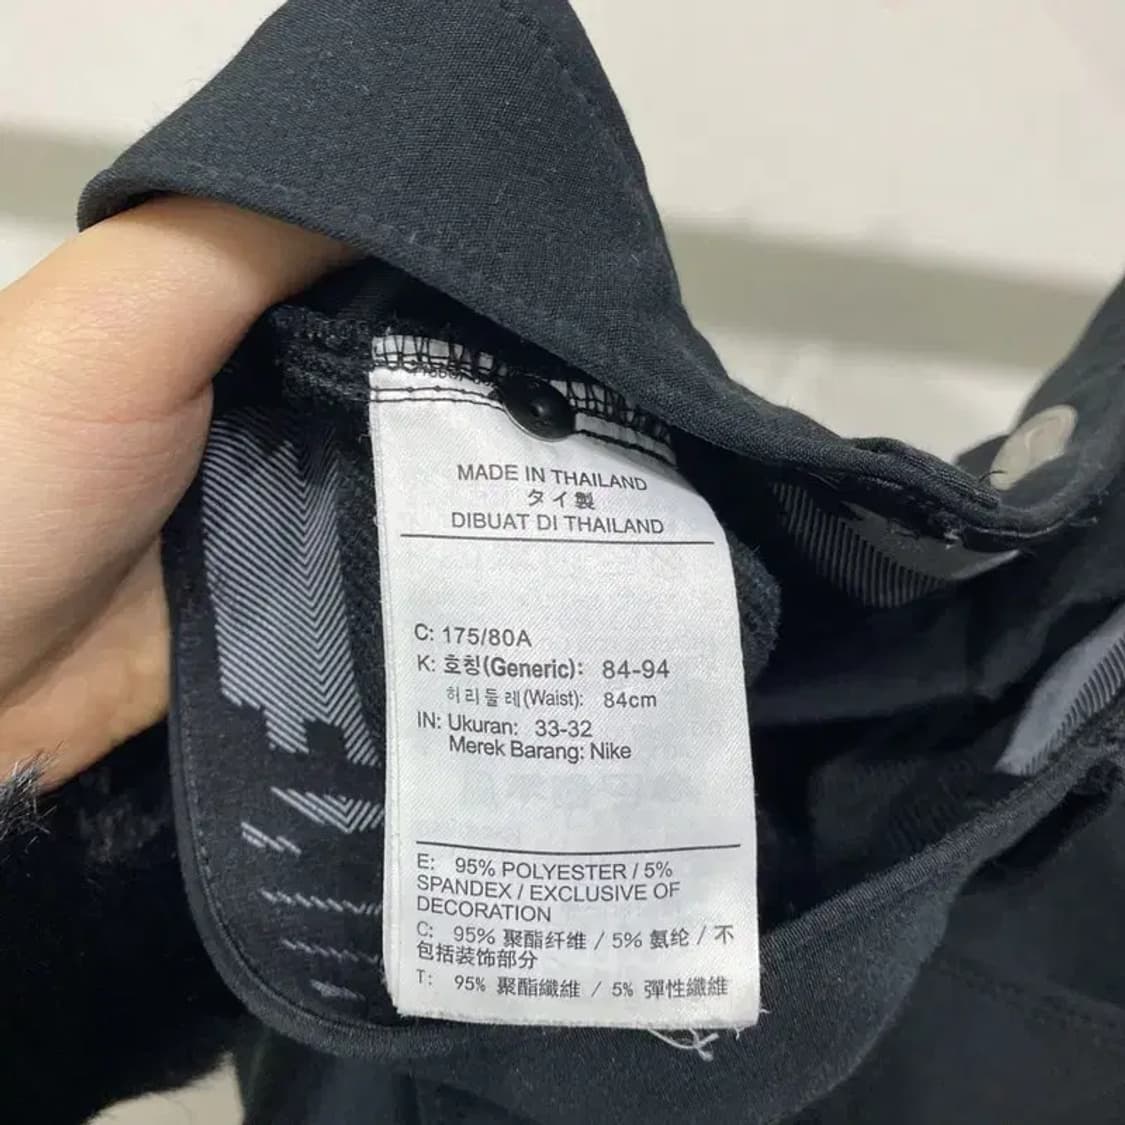 MADE IN THAILAND
タイ製
DIBUAT DI THAILAND
C: 175/80A
K: 호칭(Generic): 84-94
허리둘레(Waist): 84cm
IN: Ukuran: 33-32
Merek Barang: Nike
E: 95% POLYESTER / 5%
SPANDEX / EXCLUSIVE OF
DECORATION
C: 95% 聚酯纤维 / 5% 氨纶 / 不
包括装饰部分
T: 95% 聚酯纖維 / 5% 彈性纖維